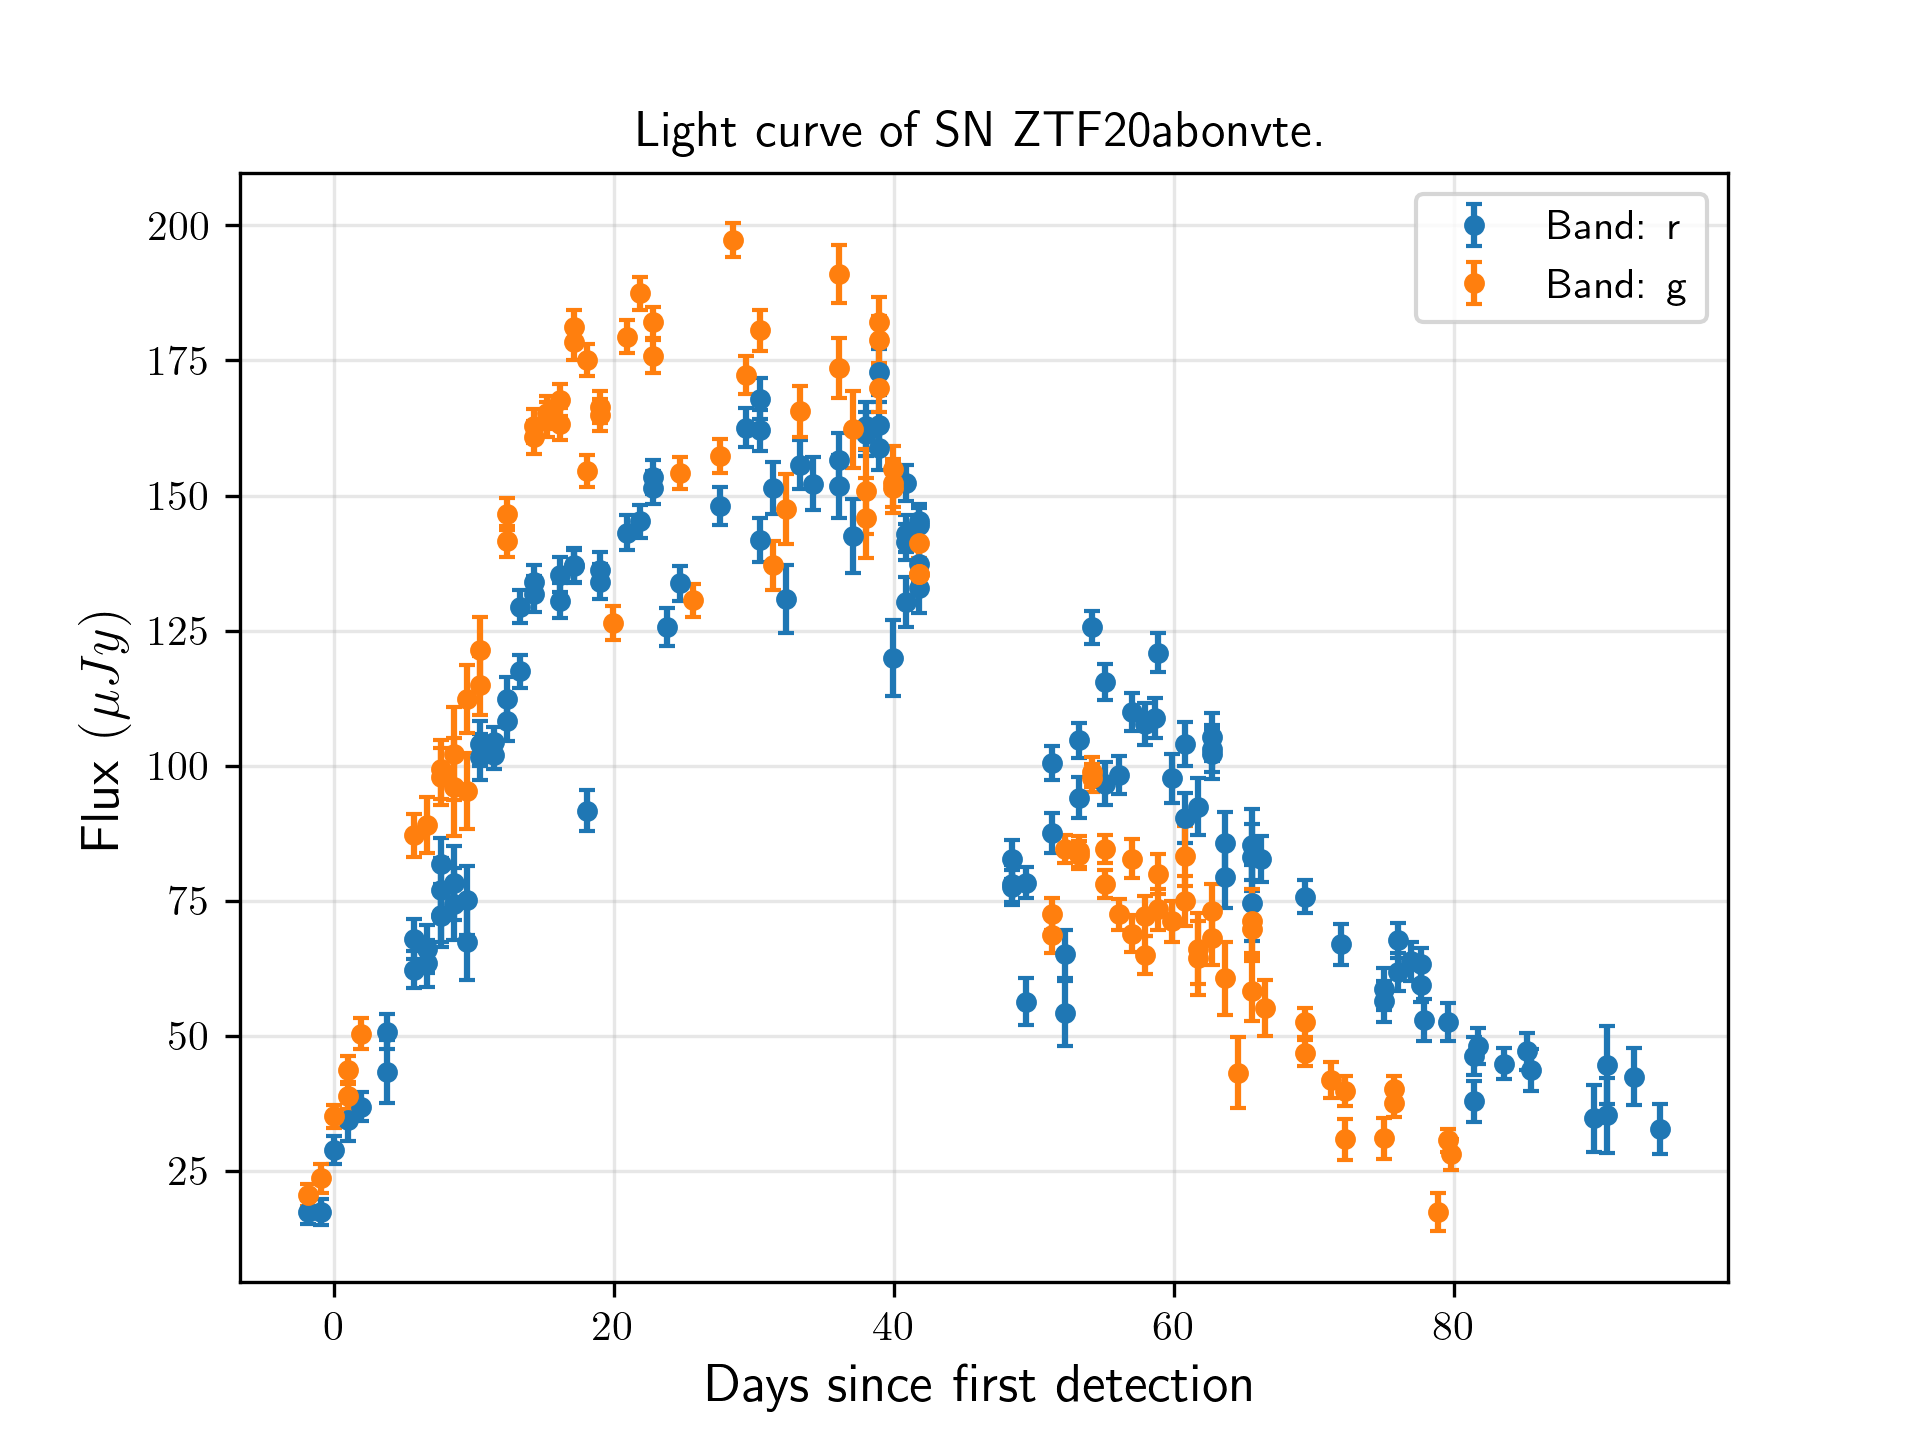 Light curve of SN ZTF20abonvte.
Band: r
Band: g
Flux (μJy)
200
175
150
125
100
75
50
25
0 20 40 60 80
Days since first detection